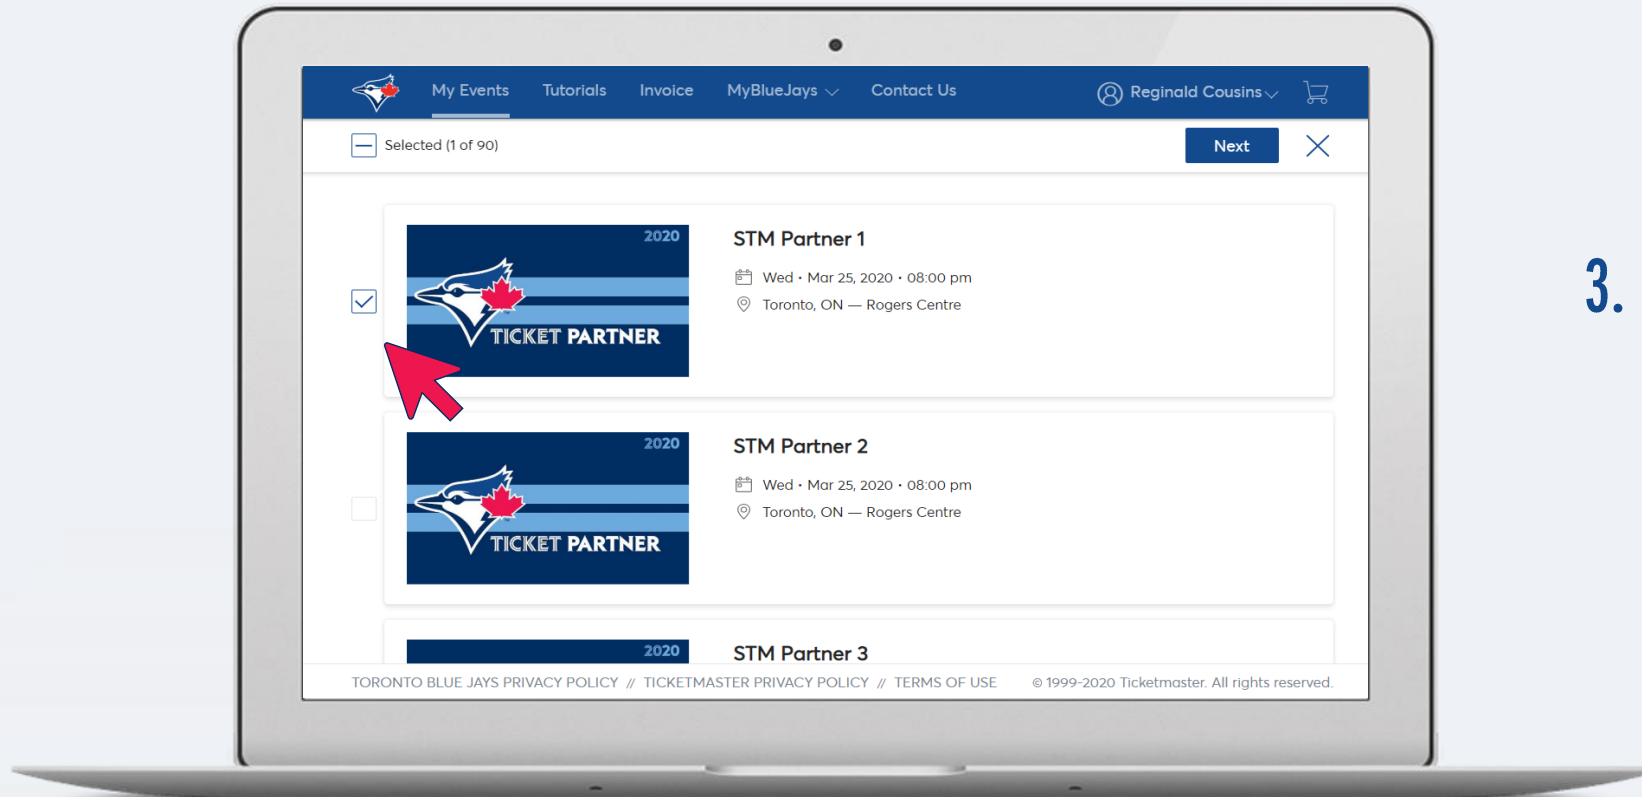 My Events Tutorials Invoice MyBlueJays Contact Us Reginald Cousins
Selected (1 of 90) Next
2020
TICKET PARTNER
STM Partner 1
Wed • Mar 25, 2020 • 08:00 pm
Toronto, ON — Rogers Centre
2020
TICKET PARTNER
STM Partner 2
Wed • Mar 25, 2020 • 08:00 pm
Toronto, ON — Rogers Centre
2020
STM Partner 3
TORONTO BLUE JAYS PRIVACY POLICY // TICKETMASTER PRIVACY POLICY // TERMS OF USE © 1999-2020 Ticketmaster. All rights reserved.
3.